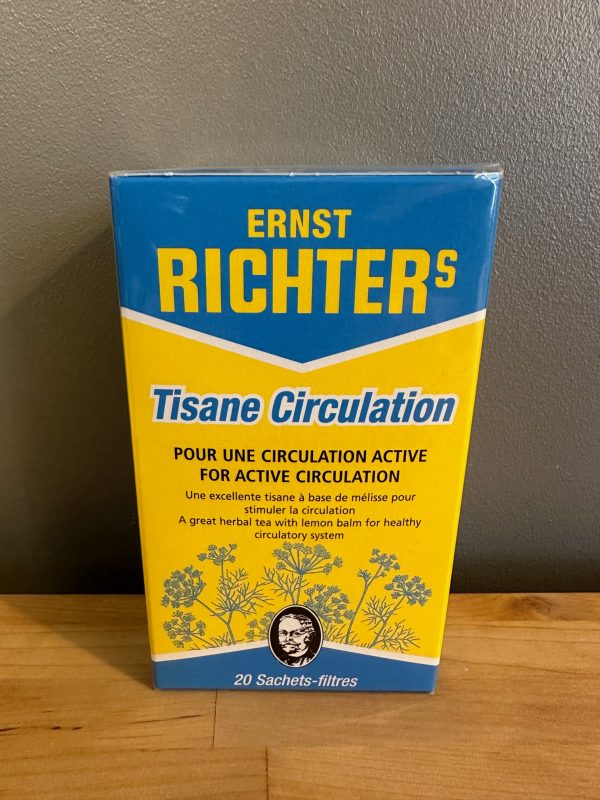 ERNST
RICHTERS
Tisane Circulation
POUR UNE CIRCULATION ACTIVE
FOR ACTIVE CIRCULATION
Une excellente tisane à base de mélisse pour
stimuler la circulation
A great herbal tea with lemon balm for healthy
circulatory system
20 Sachets-filtres